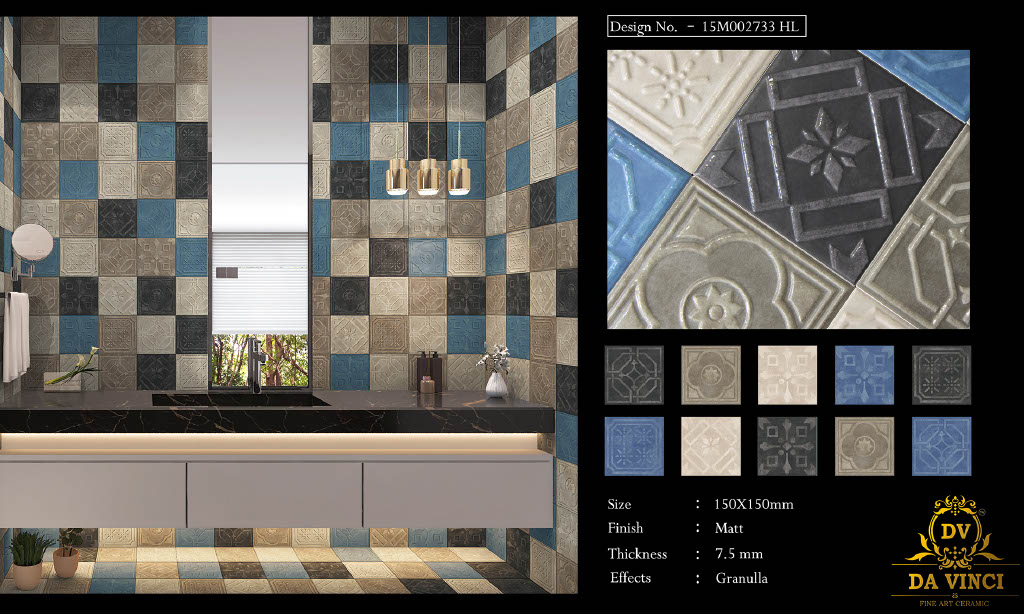 Design No. - 15M002733 HL
Size : 150X150mm
Finish : Matt
Thickness : 7.5 mm
Effects : Granulla
DV
DA VINCI
FINE ART CERAMIC